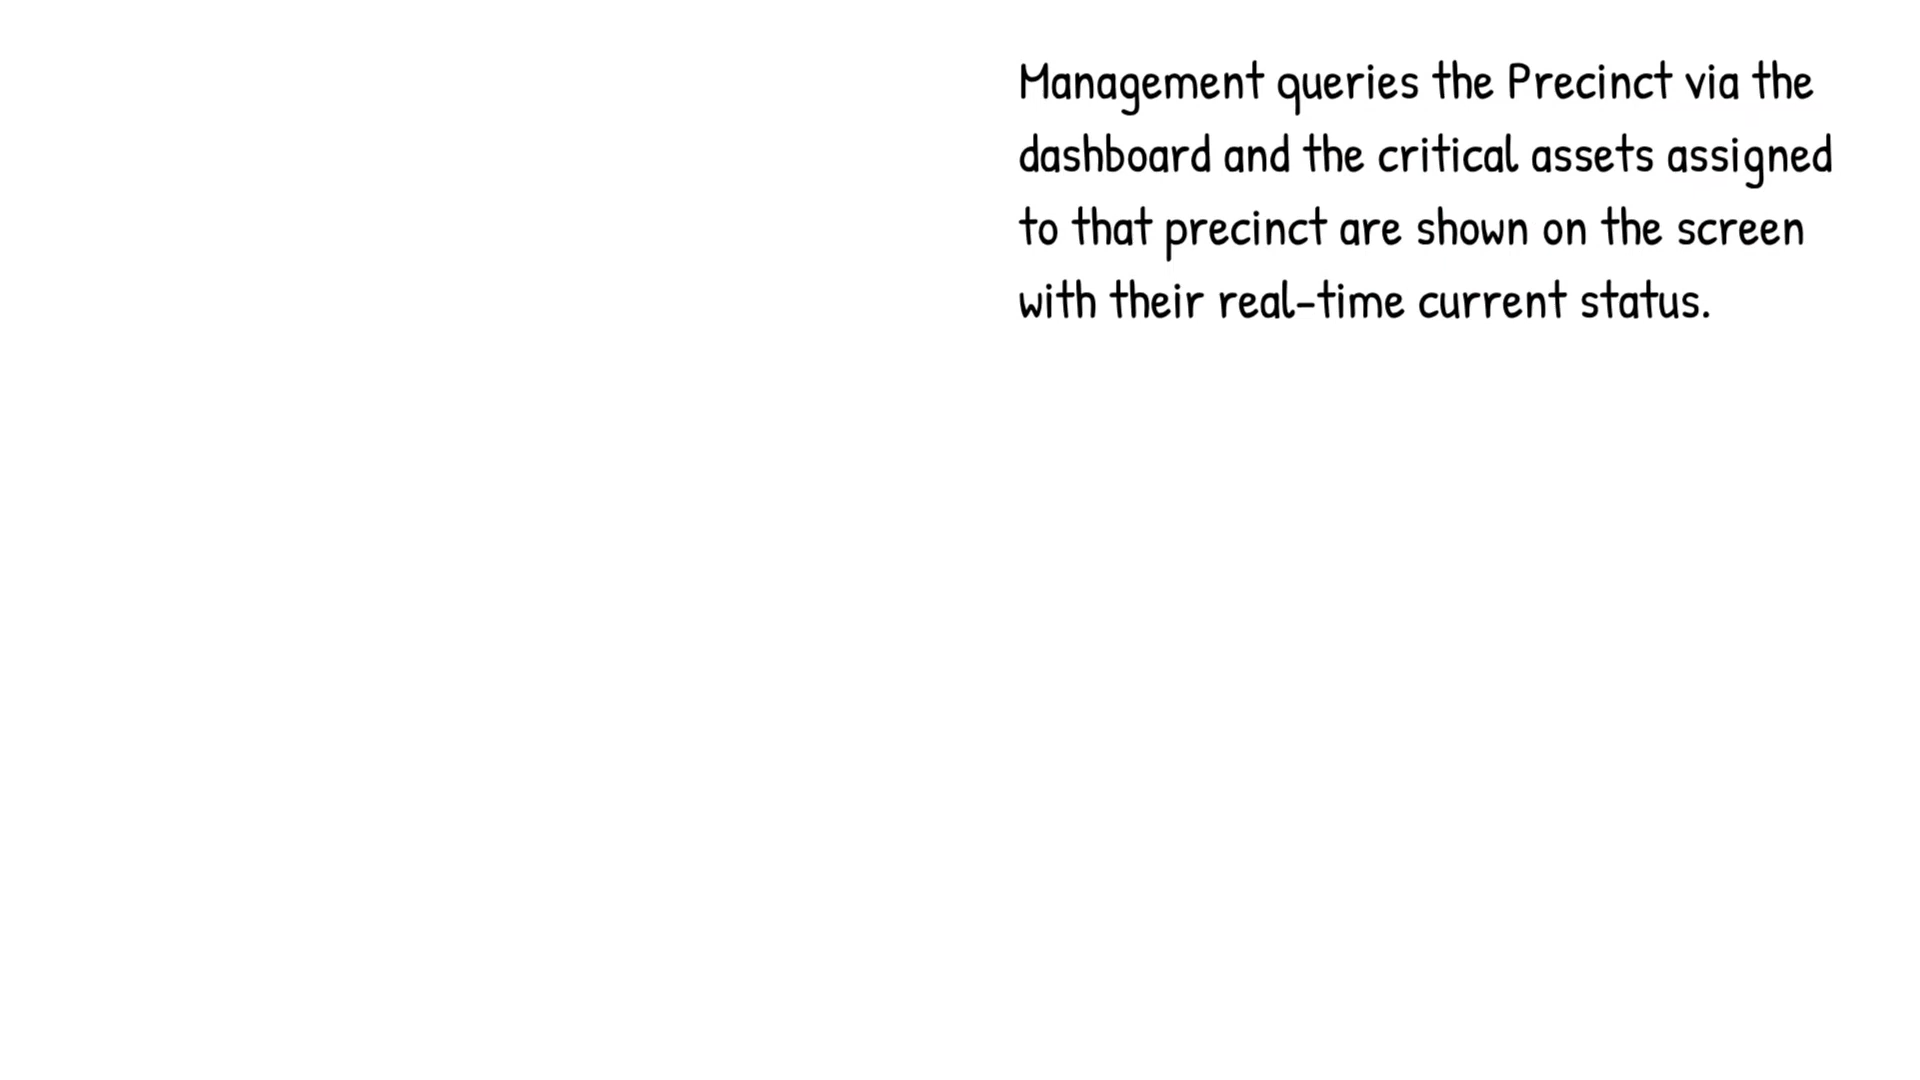 Management queries the Precinct via the
dashboard and the critical assets assigned
to that precinct are shown on the screen
with their real-time current status.